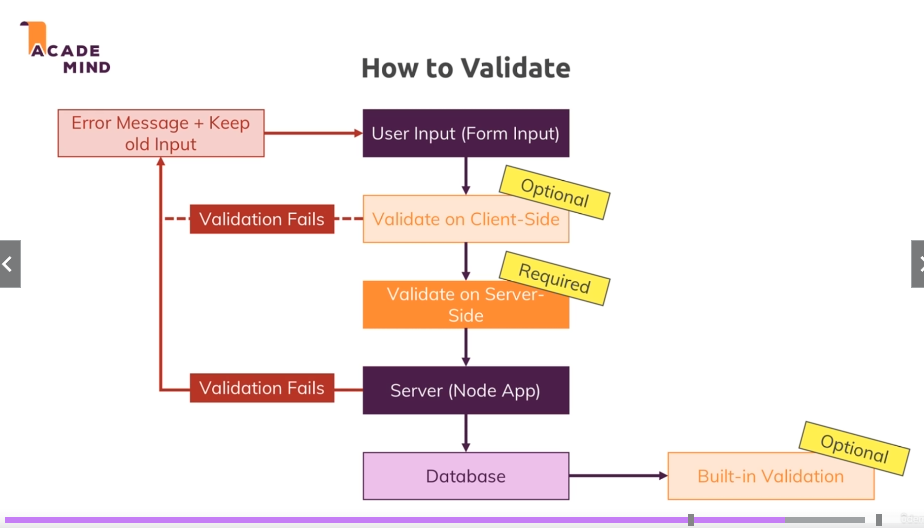 ACADE
MIND
How to Validate
Error Message + Keep
old Input
User Input (Form Input)
Optional
Validation Fails
Validate on Client-Side
Required
Validate on Server-
Side
Validation Fails
Server (Node App)
Optional
Database
Built-in Validation